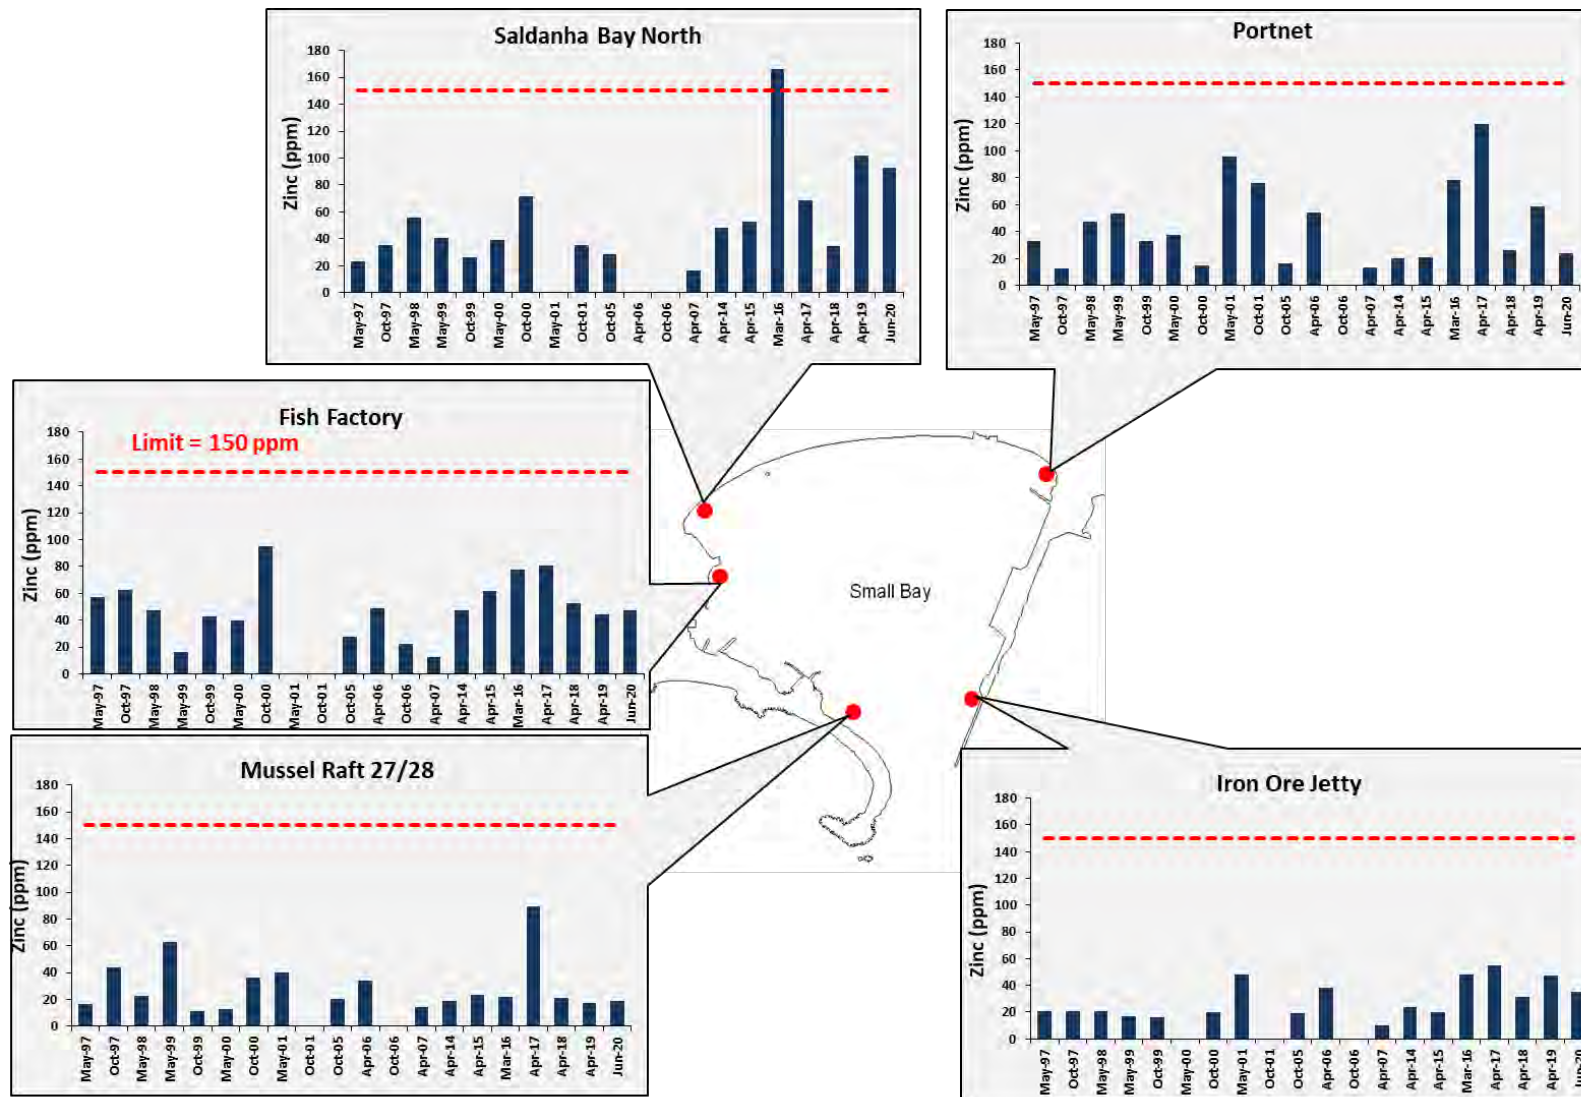 Saldanha Bay North
Zinc (ppm)
180
160
140
120
100
80
60
40
20
0
May-97 Oct-97 May-98 May-99 Oct-99 May-00 Oct-00 May-01 Oct-01 Oct-05 Apr-06 Oct-06 Apr-07 Apr-14 Apr-15 Mar-16 Apr-17 Apr-18 Apr-19 Jun-20
Portnet
Zinc (ppm)
180
160
140
120
100
80
60
40
20
0
May-97 Oct-97 May-98 May-99 Oct-99 May-00 Oct-00 May-01 Oct-01 Oct-05 Apr-06 Oct-06 Apr-07 Apr-14 Apr-15 Mar-16 Apr-17 Apr-18 Apr-19 Jun-20
Fish Factory
Limit = 150 ppm
Zinc (ppm)
180
160
140
120
100
80
60
40
20
0
May-97 Oct-97 May-98 May-99 Oct-99 May-00 Oct-00 May-01 Oct-01 Oct-05 Apr-06 Oct-06 Apr-07 Apr-14 Apr-15 Mar-16 Apr-17 Apr-18 Apr-19 Jun-20
Small Bay
Mussel Raft 27/28
Zinc (ppm)
180
160
140
120
100
80
60
40
20
0
May-97 Oct-97 May-98 May-99 Oct-99 May-00 Oct-00 May-01 Oct-01 Oct-05 Apr-06 Oct-06 Apr-07 Apr-14 Apr-15 Mar-16 Apr-17 Apr-18 Apr-19 Jun-20
Iron Ore Jetty
Zinc (ppm)
180
160
140
120
100
80
60
40
20
0
May-97 Oct-97 May-98 May-99 Oct-99 May-00 Oct-00 May-01 Oct-01 Oct-05 Apr-06 Oct-06 Apr-07 Apr-14 Apr-15 Mar-16 Apr-17 Apr-18 Apr-19 Jun-20